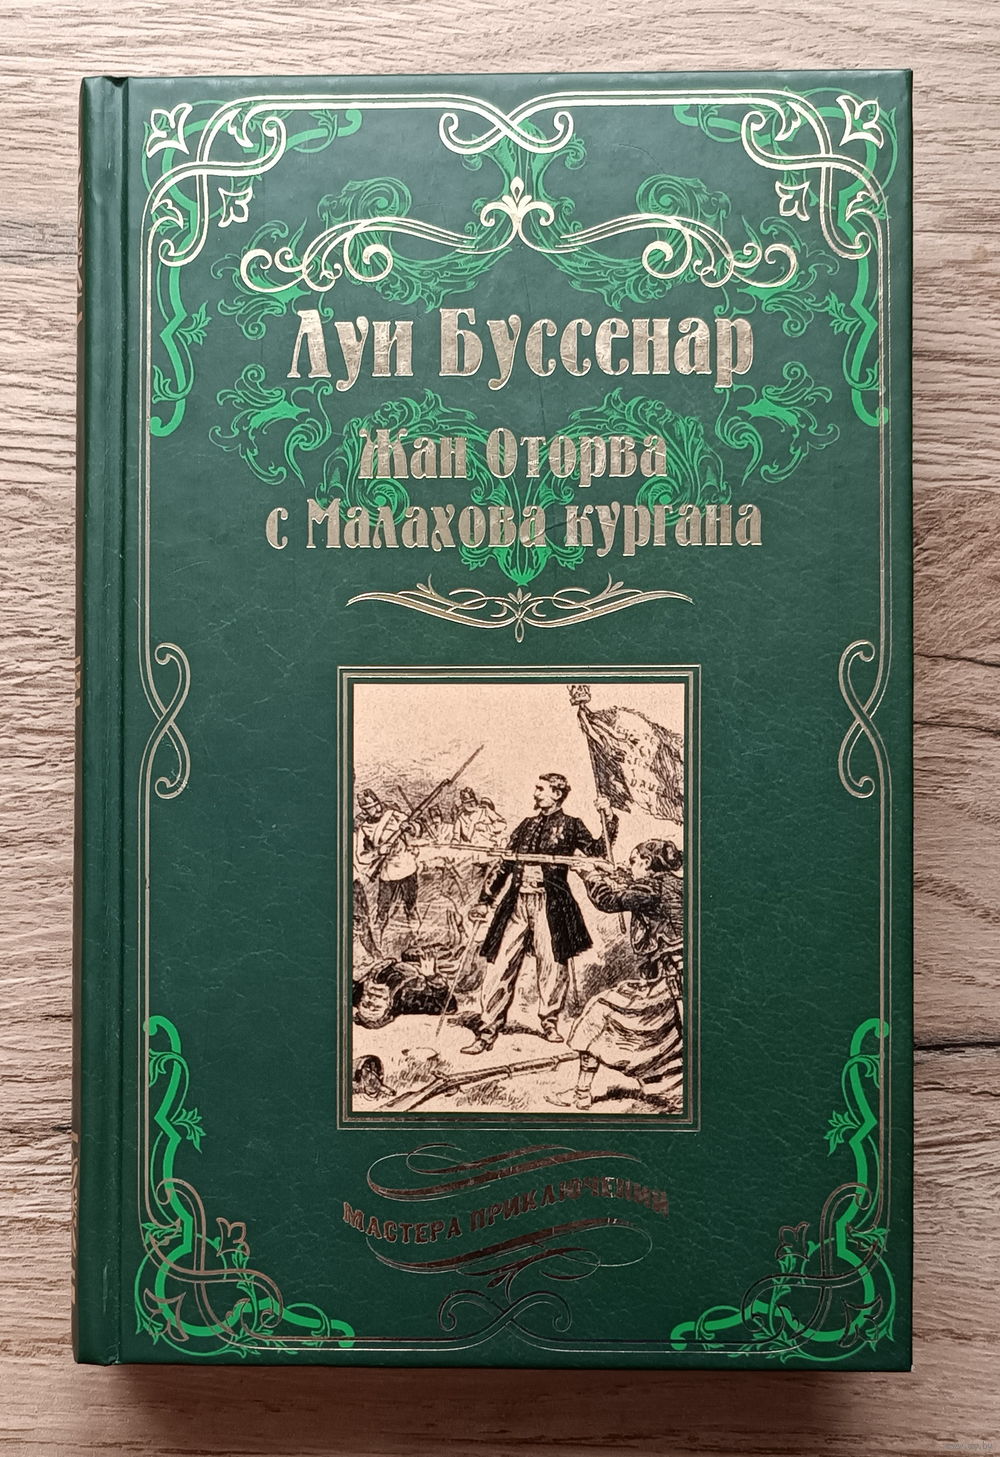 Луи Буссенар
Жан Оторва
с Малахова кургана
МАСТЕРА ПРИКЛЮЧЕНИЙ